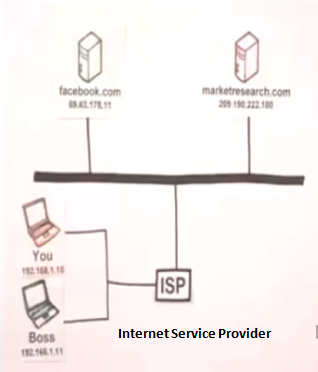 facebook.com
69.63.178.11
marketresearch.com
209.190.222.100
You
192.168.1.10
ISP
Boss
192.168.1.11
Internet Service Provider